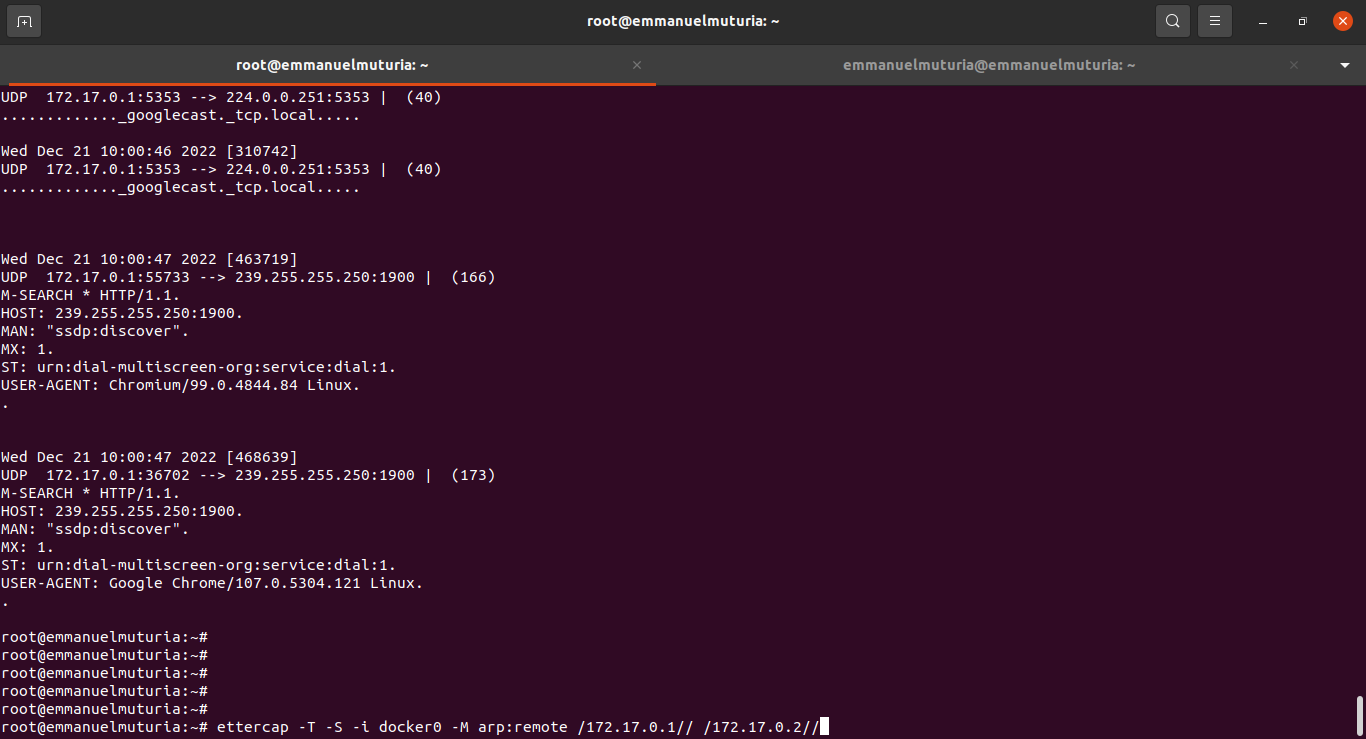 root@emmanuelmuturia: ~
root@emmanuelmuturia: ~
emmanuelmuturia@emmanuelmuturia: ~
UDP  172.17.0.1:5353 --> 224.0.0.251:5353 |  (40)
............._googlecast._tcp.local.....
Wed Dec 21 10:00:46 2022 [310742]
UDP  172.17.0.1:5353 --> 224.0.0.251:5353 |  (40)
............._googlecast._tcp.local.....
Wed Dec 21 10:00:47 2022 [463719]
UDP  172.17.0.1:55733 --> 239.255.255.250:1900 |  (166)
M-SEARCH * HTTP/1.1.
HOST: 239.255.255.250:1900.
MAN: "ssdp:discover".
MX: 1.
ST: urn:dial-multiscreen-org:service:dial:1.
USER-AGENT: Chromium/99.0.4844.84 Linux.
.
Wed Dec 21 10:00:47 2022 [468639]
UDP  172.17.0.1:36702 --> 239.255.255.250:1900 |  (173)
M-SEARCH * HTTP/1.1.
HOST: 239.255.255.250:1900.
MAN: "ssdp:discover".
MX: 1.
ST: urn:dial-multiscreen-org:service:dial:1.
USER-AGENT: Google Chrome/107.0.5304.121 Linux.
.
root@emmanuelmuturia:~#
root@emmanuelmuturia:~#
root@emmanuelmuturia:~#
root@emmanuelmuturia:~#
root@emmanuelmuturia:~#
root@emmanuelmuturia:~# ettercap -T -S -i docker0 -M arp:remote /172.17.0.1// /172.17.0.2//